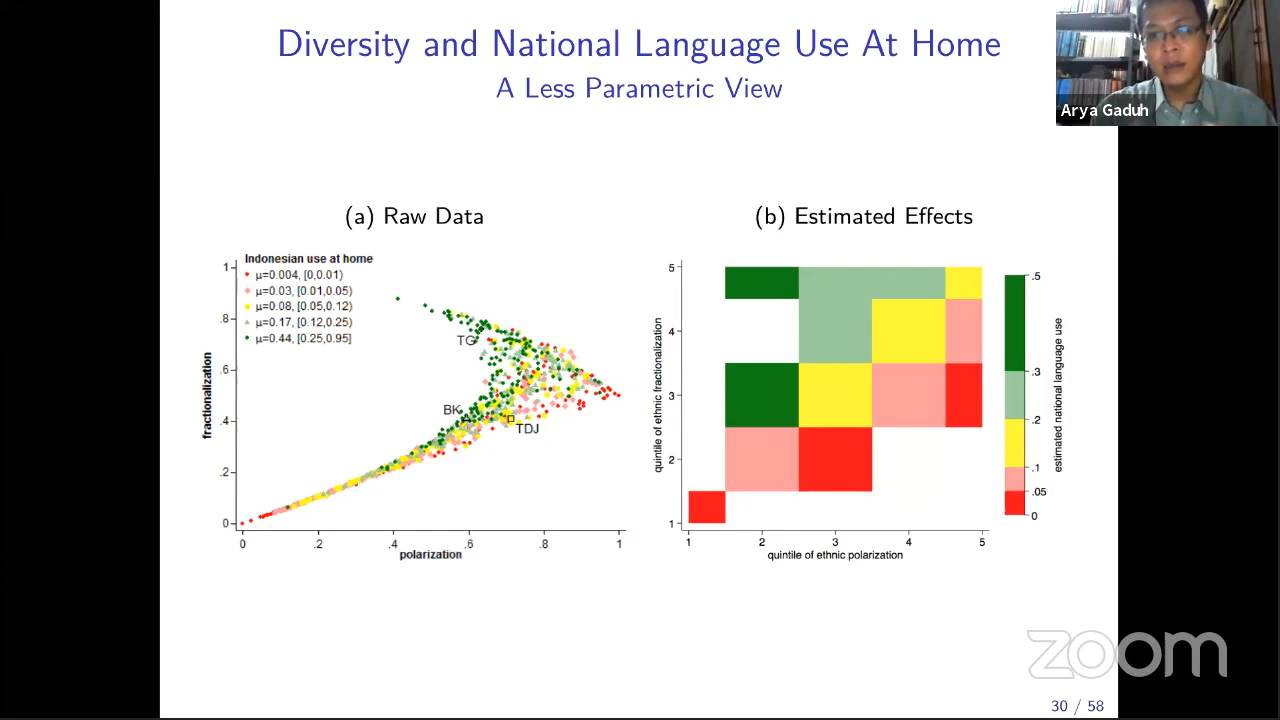 Diversity and National Language Use At Home
A Less Parametric View
Arya Gaduh
(a) Raw Data
(b) Estimated Effects
Indonesian use at home
μ=0.004, [0,0.01)
μ=0.03, [0.01,0.05)
μ=0.08, [0.05,0.12)
μ=0.17, [0.12,0.25)
μ=0.44, [0.25,0.95]
1
.8
.6
.4
.2
0
fractionalization
TG
BK
TDJ
0
.2
.4
.6
.8
1
polarization
5
4
3
2
1
quintile of ethnic fractionalization
1
2
3
4
5
quintile of ethnic polarization
.5
.3
.2
.1
.05
0
estimated national language use
zoom
30 / 58